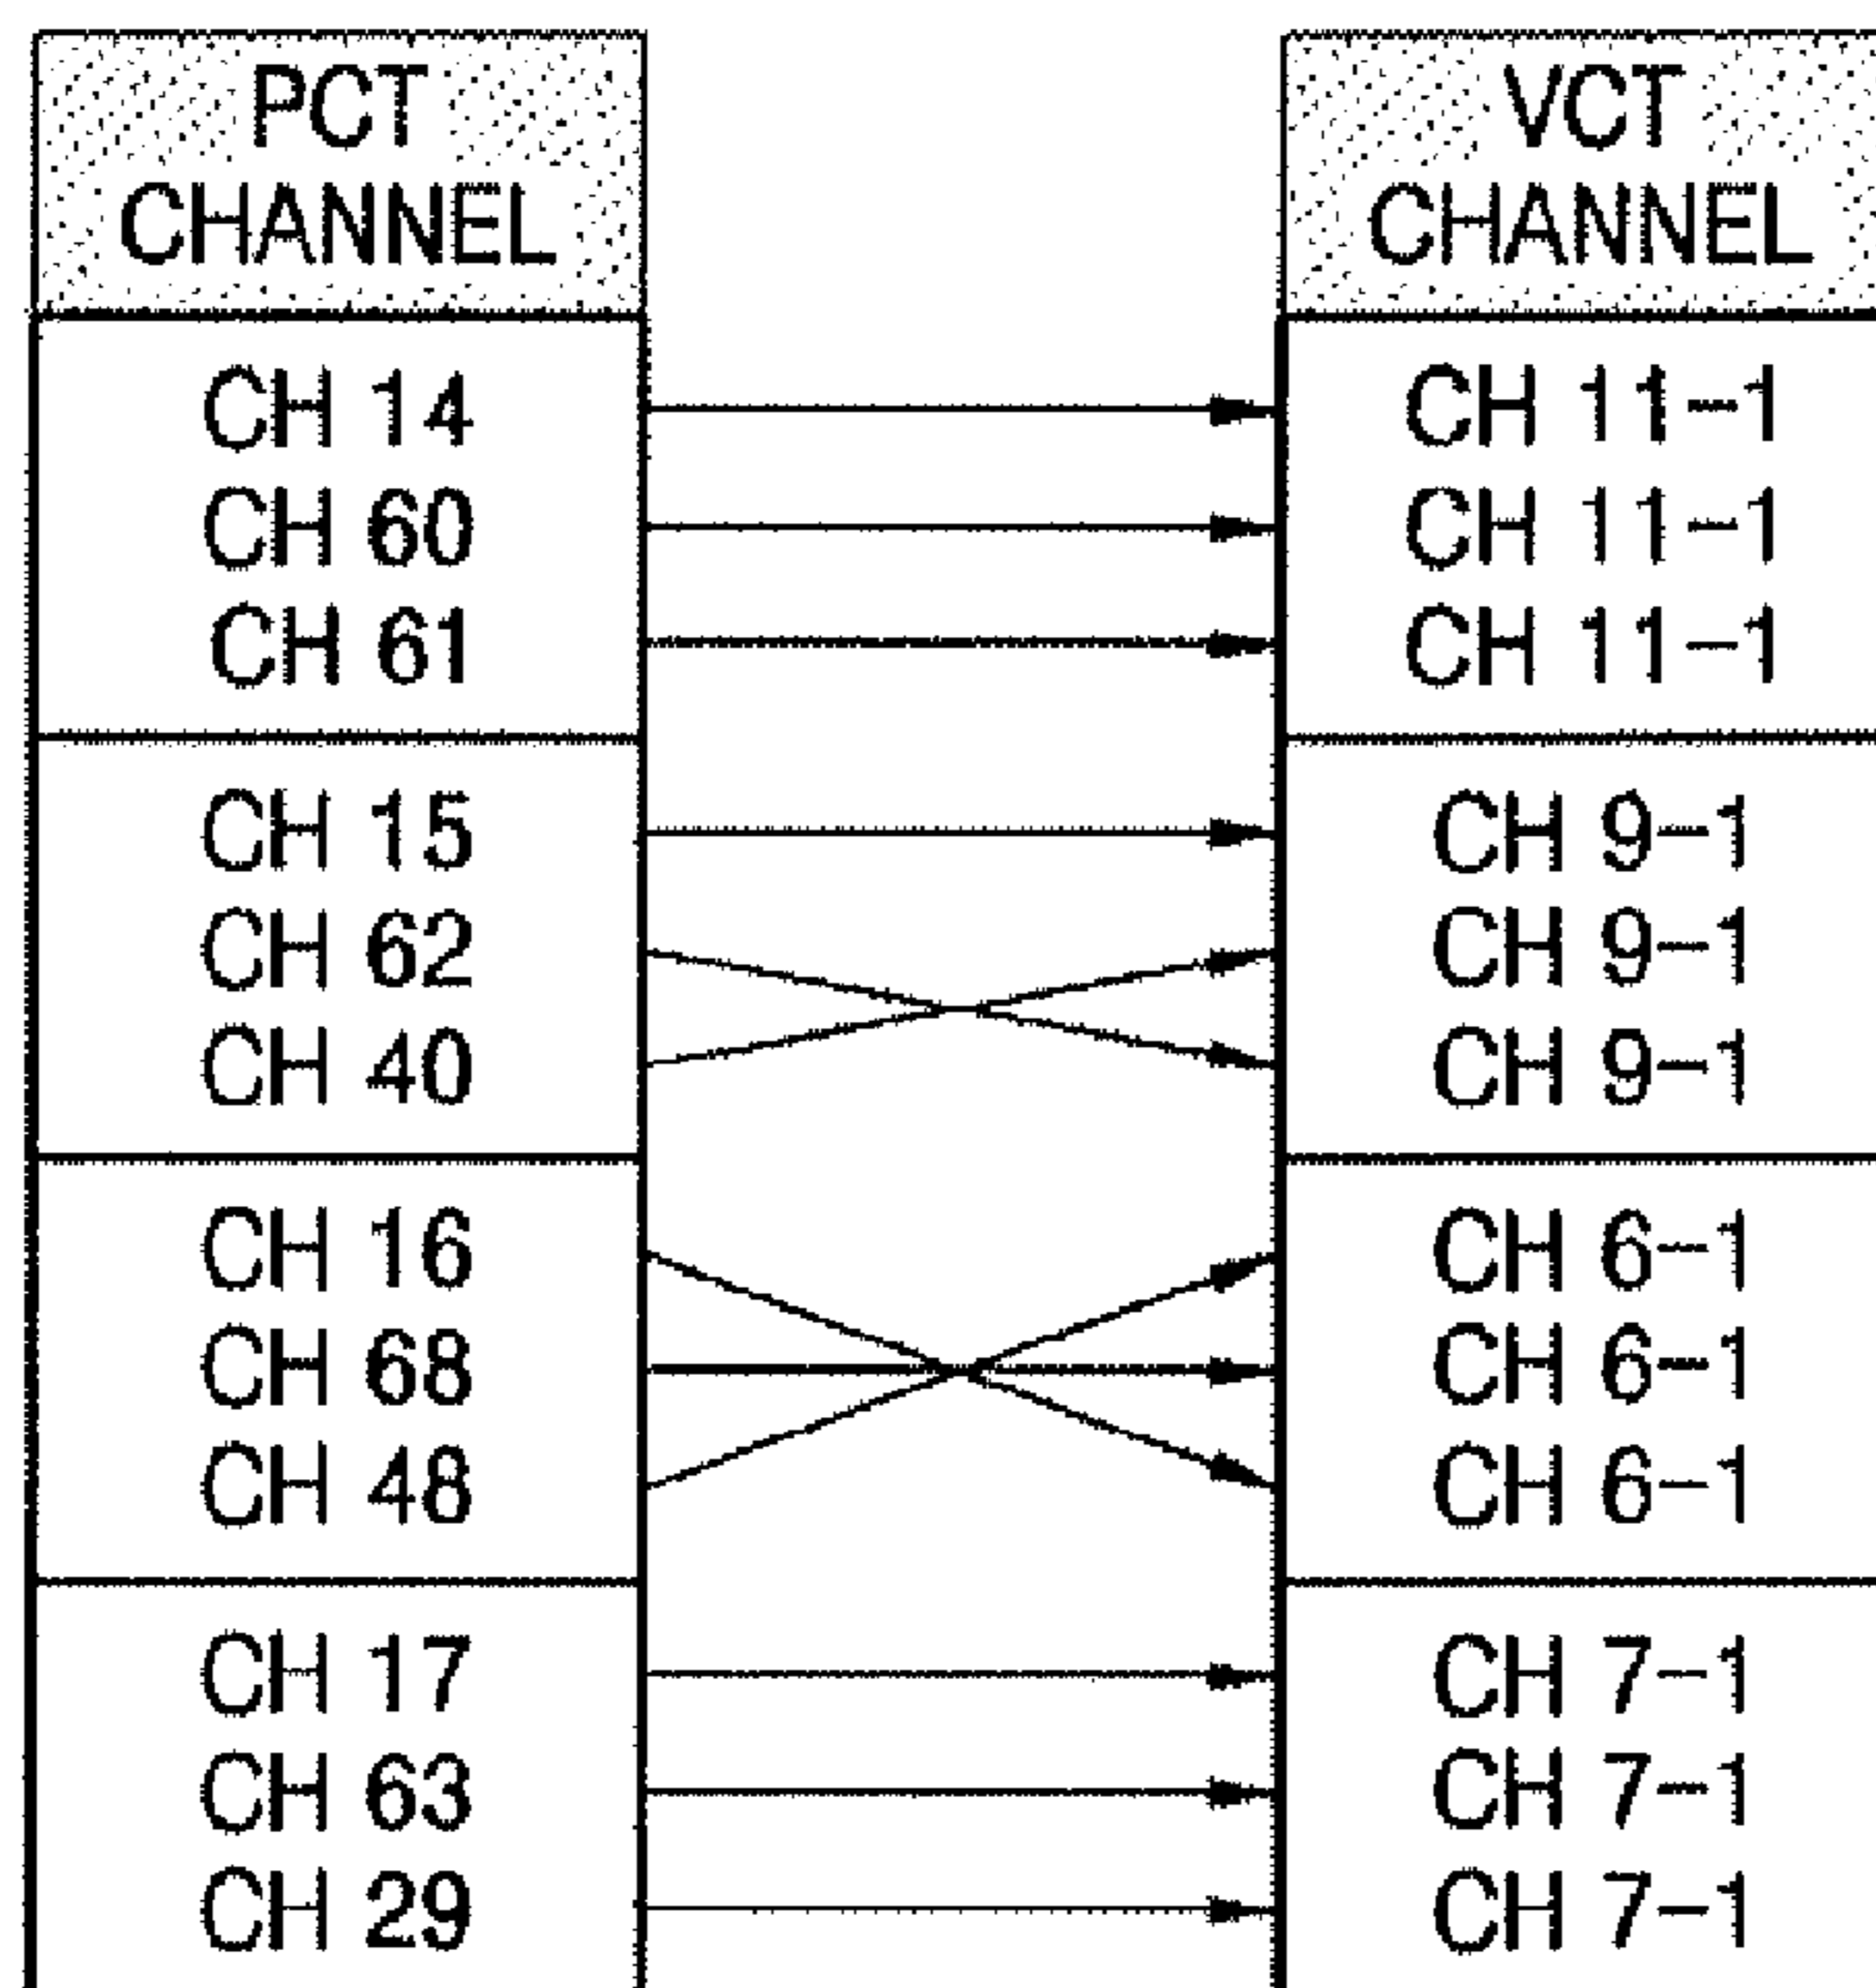 PCT
CHANNEL
VCT
CHANNEL
CH 14
CH 60
CH 61
CH 11-1
CH 11-1
CH 11-1
CH 15
CH 62
CH 40
CH 9-1
CH 9-1
CH 9-1
CH 16
CH 68
CH 48
CH 6-1
CH 6-1
CH 6-1
CH 17
CH 63
CH 29
CH 7-1
CH 7-1
CH 7-1